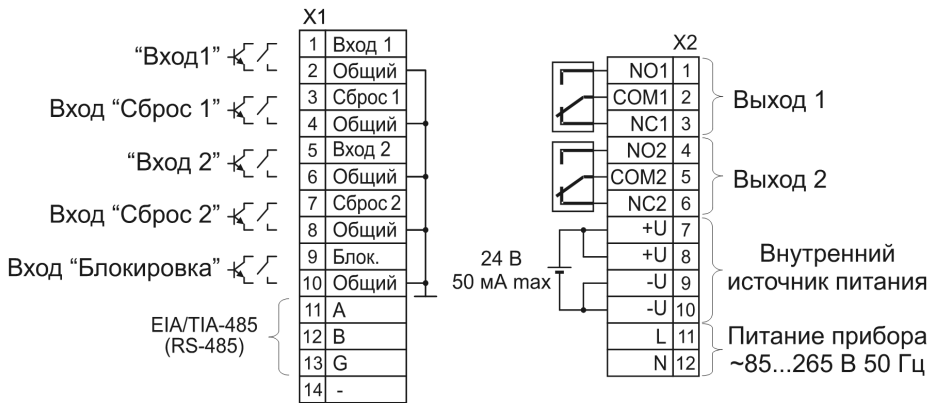 X1
“Вход1”
1 Вход 1
2 Общий
Вход “Сброс 1”
3 Сброс 1
4 Общий
“Вход 2”
5 Вход 2
6 Общий
Вход “Сброс 2”
7 Сброс 2
8 Общий
Вход “Блокировка”
9 Блок.
10 Общий
EIA/TIA-485
(RS-485)
11 A
12 B
13 G
14 -
X2
NO1 1
COM1 2
NC1 3
Выход 1
NO2 4
COM2 5
NC2 6
Выход 2
24 В
50 мА max
+U 7
+U 8
-U 9
-U 10
Внутренний
источник питания
L 11
N 12
Питание прибора
~85...265 В 50 Гц